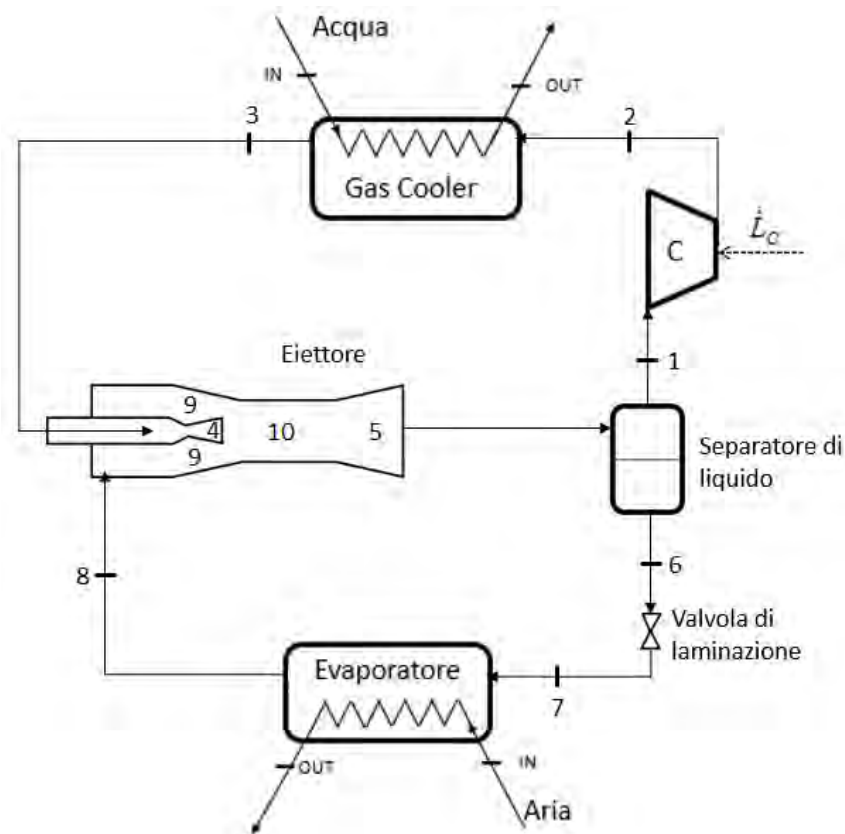 Acqua
IN
OUT
3
2
Gas Cooler
C
L̇_C
1
Eiettore
9
4
10
5
9
Separatore di
liquido
8
6
Valvola di
laminazione
Evaporatore
7
OUT
IN
Aria